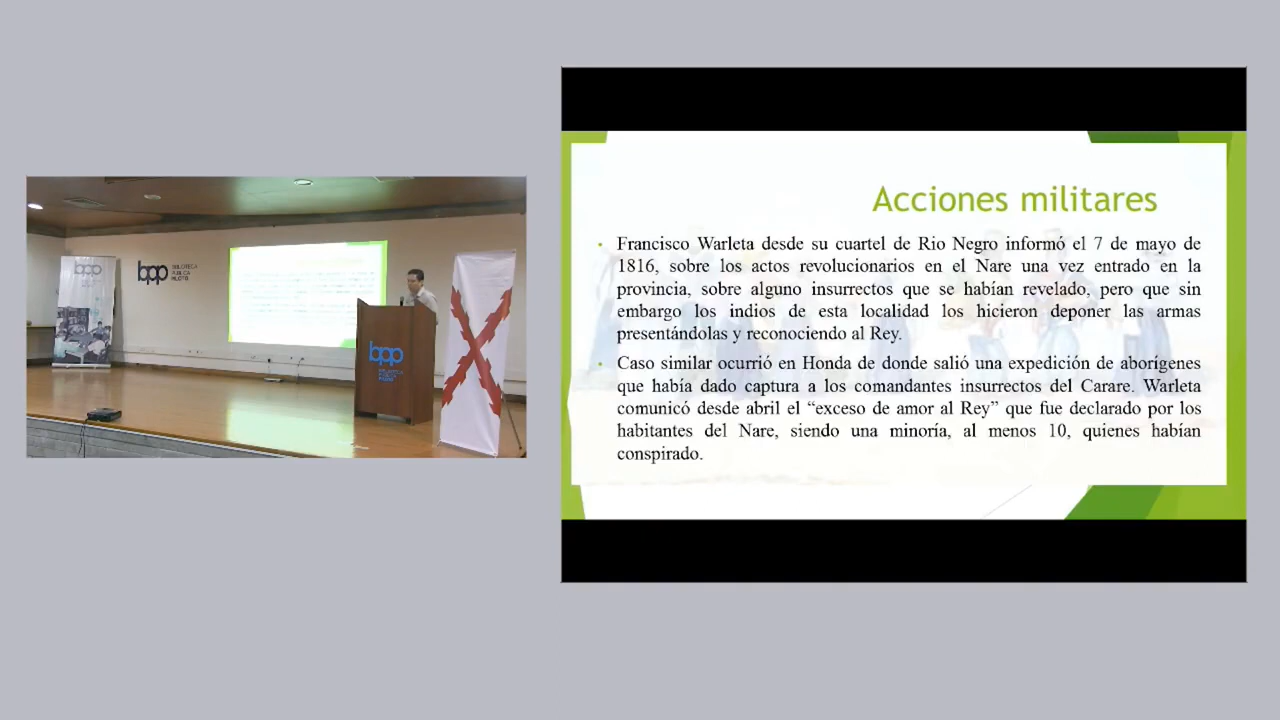 bpp
bpp BIBLIOTECA
PÚBLICA
PILOTO
bpp
Acciones militares
• Francisco Warleta desde su cuartel de Rio Negro informó el 7 de mayo de
1816, sobre los actos revolucionarios en el Nare una vez entrado en la
provincia, sobre alguno insurrectos que se habían revelado, pero que sin
embargo los indios de esta localidad los hicieron deponer las armas
presentándolas y reconociendo al Rey.
• Caso similar ocurrió en Honda de donde salió una expedición de aborígenes
que había dado captura a los comandantes insurrectos del Carare. Warleta
comunicó desde abril el “exceso de amor al Rey” que fue declarado por los
habitantes del Nare, siendo una minoría, al menos 10, quienes habían
conspirado.